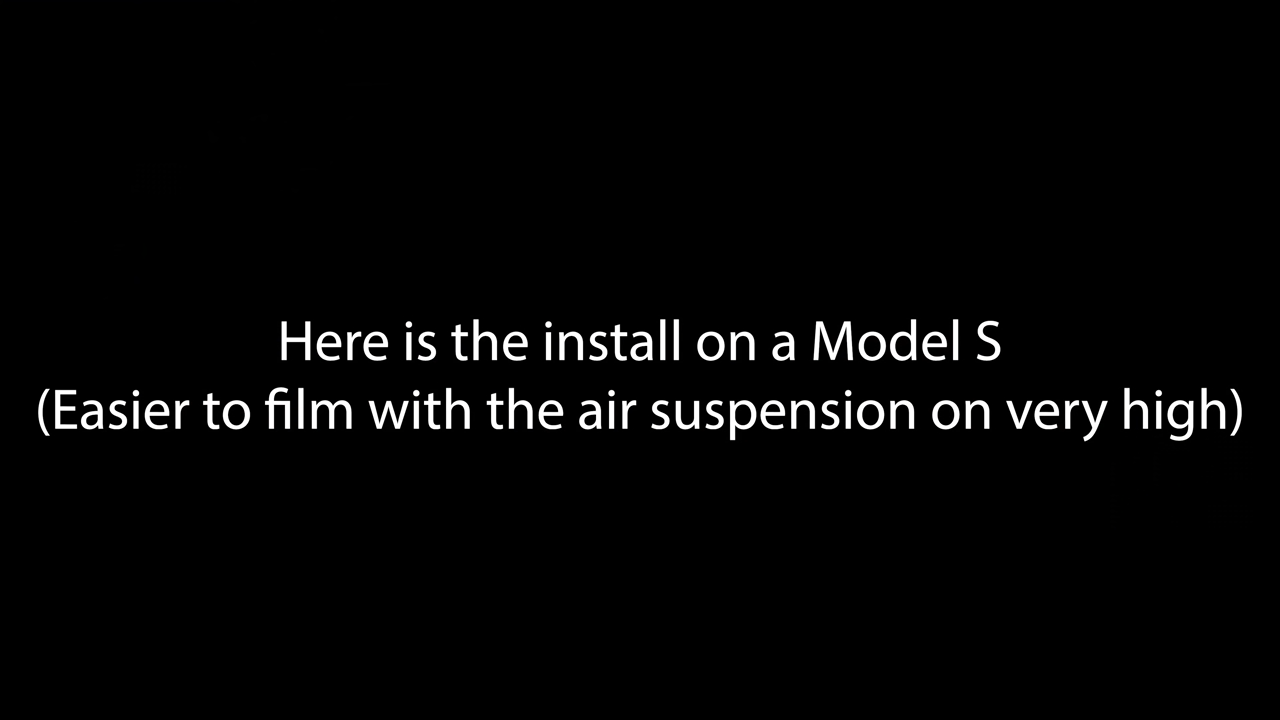 Here is the install on a Model S
(Easier to film with the air suspension on very high)